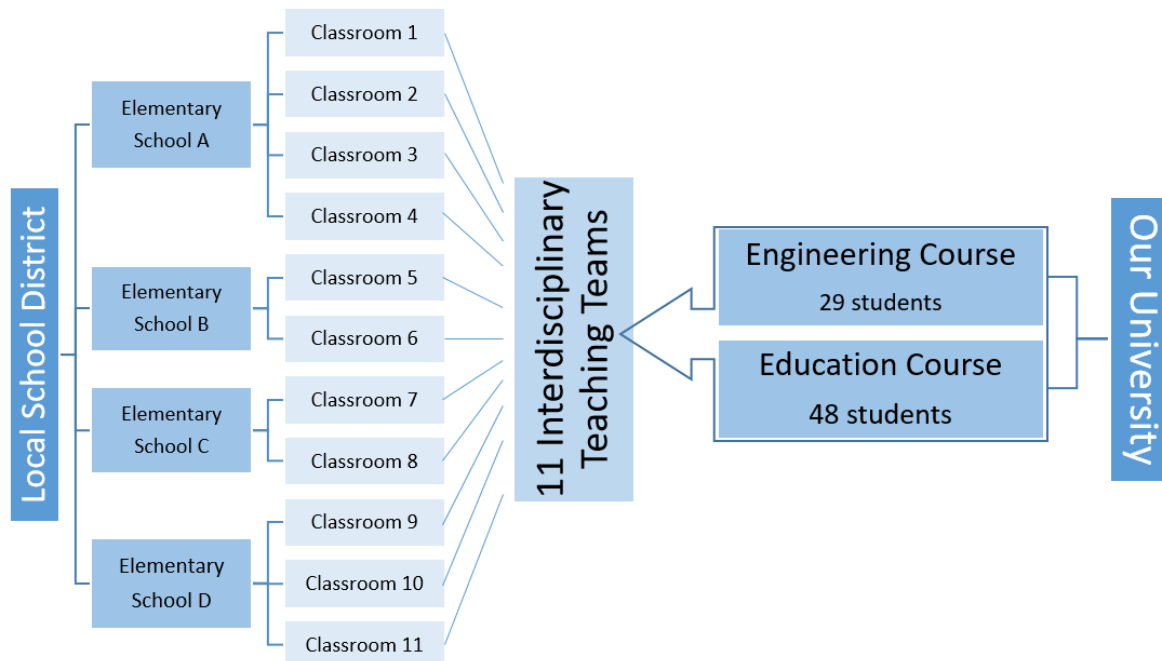 Local School District
Elementary
School A
Elementary
School B
Elementary
School C
Elementary
School D
Classroom 1
Classroom 2
Classroom 3
Classroom 4
Classroom 5
Classroom 6
Classroom 7
Classroom 8
Classroom 9
Classroom 10
Classroom 11
11 Interdisciplinary
Teaching Teams
Engineering Course
29 students
Education Course
48 students
Our University